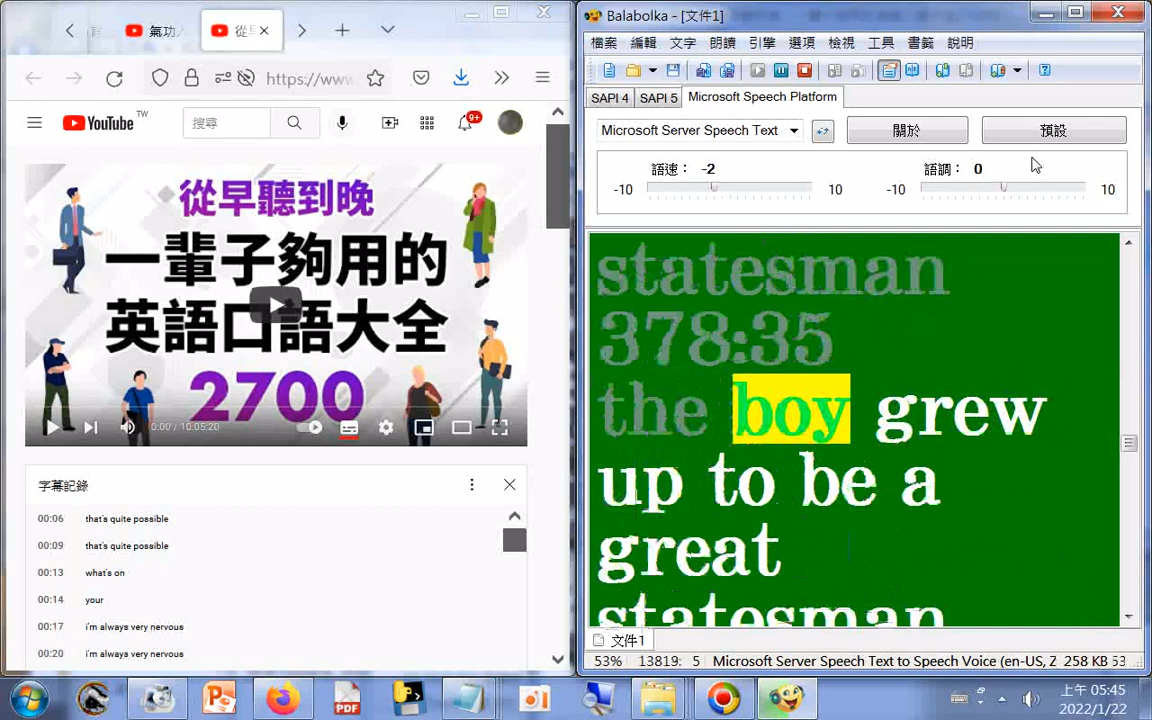 氣功
從早
https://www
YouTube TW
搜尋
9+
從早聽到晚
一輩子夠用的
英語口語大全
2700
0:00 / 10:05:20
字幕記錄
00:06 that's quite possible
00:09 that's quite possible
00:13 what's on
00:14 your
00:17 i'm always very nervous
00:20 i'm always very nervous
Balabolka - [文件1]
檔案 編輯 文字 朗讀 引擎 選項 檢視 工具 書籤 說明
SAPI 4 SAPI 5 Microsoft Speech Platform
Microsoft Server Speech Text 關於 預設
語速： -2 語調： 0
-10 10 -10 10
statesman
378:35
the boy grew
up to be a
great
statesman
文件1
53% 13819: 5 Microsoft Server Speech Text to Speech Voice (en-US, Z 258 KB 53
上午 05:45
2022/1/22